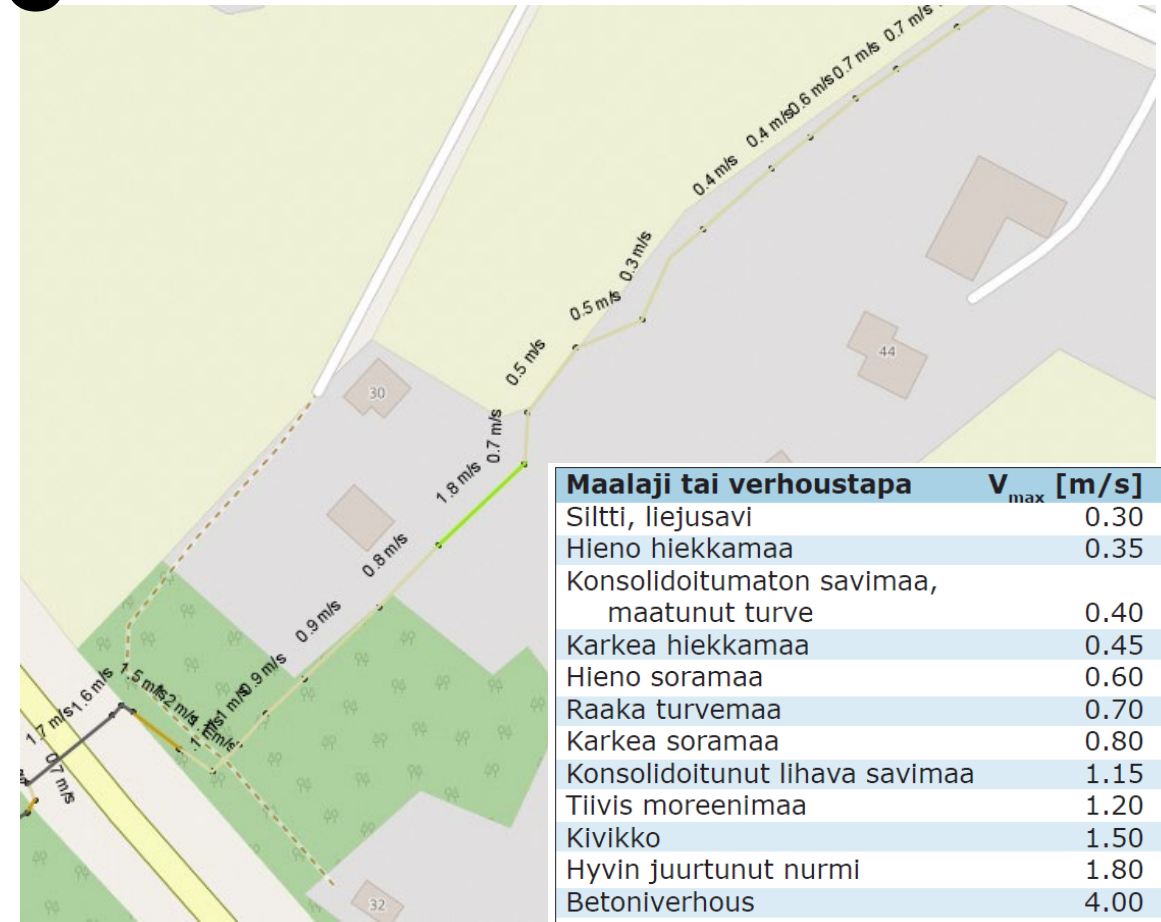 0.7 m/s
0.7 m/s
0.6 m/s
0.4 m/s
0.4 m/s
0.3 m/s
0.5 m/s
0.5 m/s
0.7 m/s
1.8 m/s
0.8 m/s
0.9 m/s
0.9 m/s
1.5 m/s
1.6 m/s
1.7 m/s
0.7 m/s
30
44
32
Maalaji tai verhoustapa Vmax [m/s]
Siltti, liejusavi 0.30
Hieno hiekkamaa 0.35
Konsolidoitumaton savimaa,
maatunut turve 0.40
Karkea hiekkamaa 0.45
Hieno soramaa 0.60
Raaka turvemaa 0.70
Karkea soramaa 0.80
Konsolidoitunut lihava savimaa 1.15
Tiivis moreenimaa 1.20
Kivikko 1.50
Hyvin juurtunut nurmi 1.80
Betoniverhous 4.00